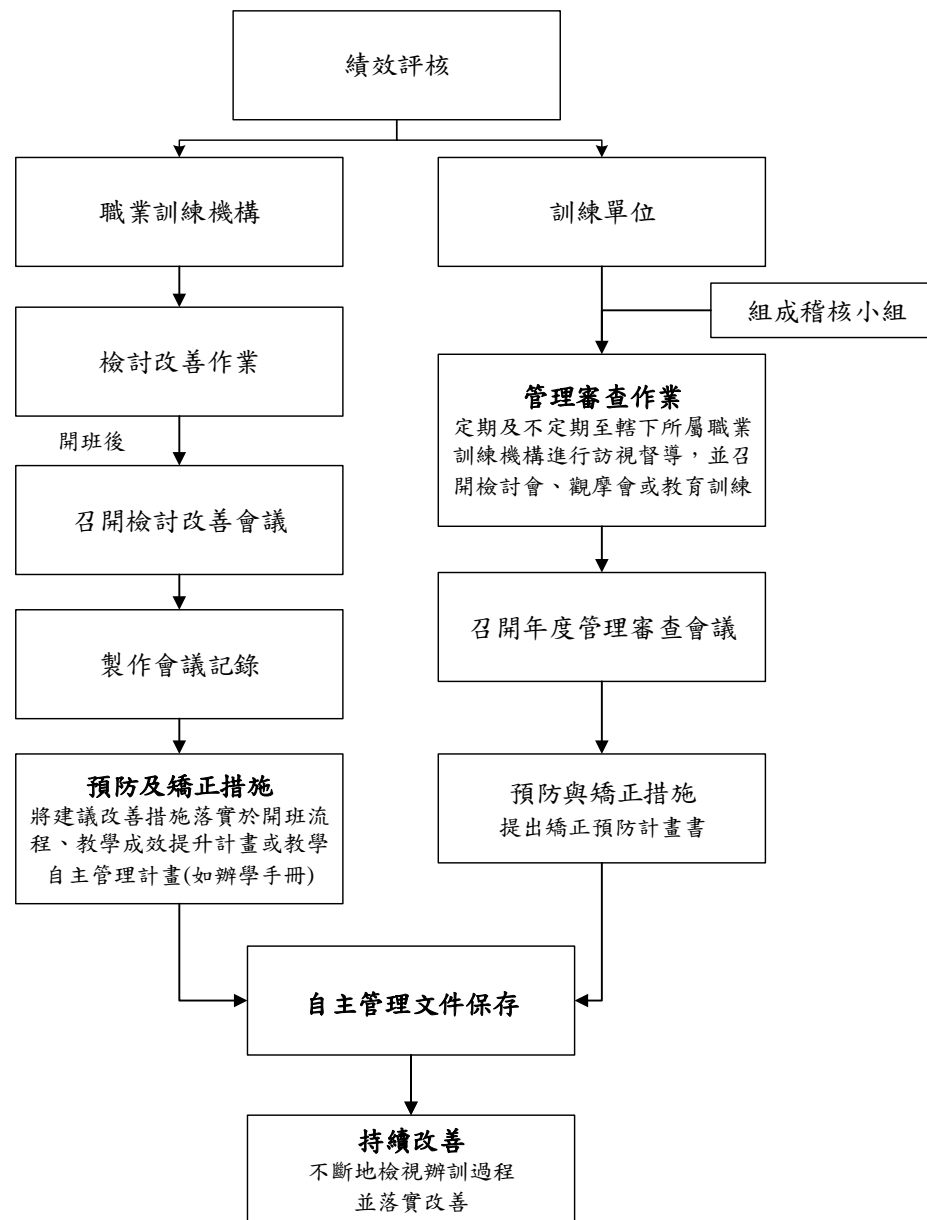 績效評核
職業訓練機構
訓練單位
組成稽核小組
檢討改善作業
管理審查作業
定期及不定期至轄下所屬職業
訓練機構進行訪視督導，並召
開檢討會、觀摩會或教育訓練
開班後
召開檢討改善會議
召開年度管理審查會議
製作會議記錄
預防及矯正措施
將建議改善措施落實於開班流
程、教學成效提升計畫或教學
自主管理計畫(如辦學手冊)
預防與矯正措施
提出矯正預防計畫書
自主管理文件保存
持續改善
不斷地檢視辦訓過程
並落實改善